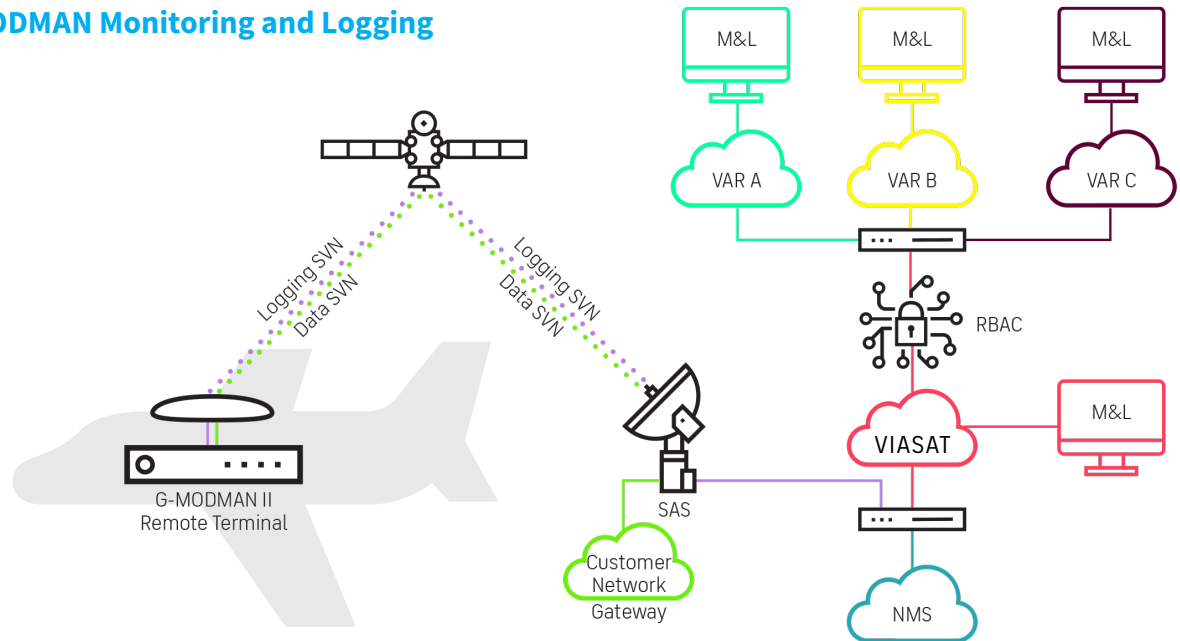 ODMAN Monitoring and Logging
M&L
M&L
M&L
VAR A
VAR B
VAR C
Logging SVN
Data SVN
Logging SVN
Data SVN
RBAC
M&L
VIASAT
G-MODMAN II
Remote Terminal
SAS
Customer
Network
Gateway
NMS